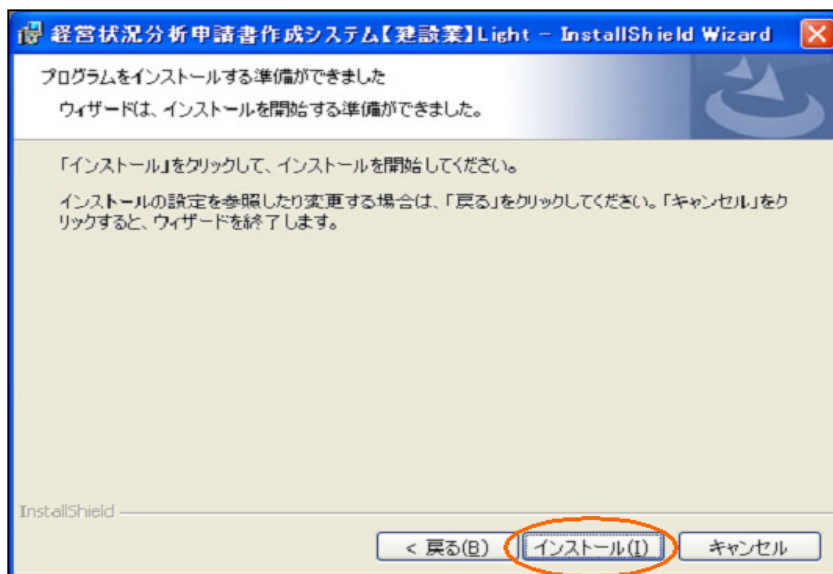 経営状況分析申請書作成システム【建設業】Light － InstallShield Wizard
プログラムをインストールする準備ができました
ウィザードは、インストールを開始する準備ができました。
「インストール」をクリックして、インストールを開始してください。
インストールの設定を参照したり変更する場合は、「戻る」をクリックしてください。「キャンセル」をク
リックすると、ウィザードを終了します。
InstallShield
< 戻る(B)
インストール(I)
キャンセル